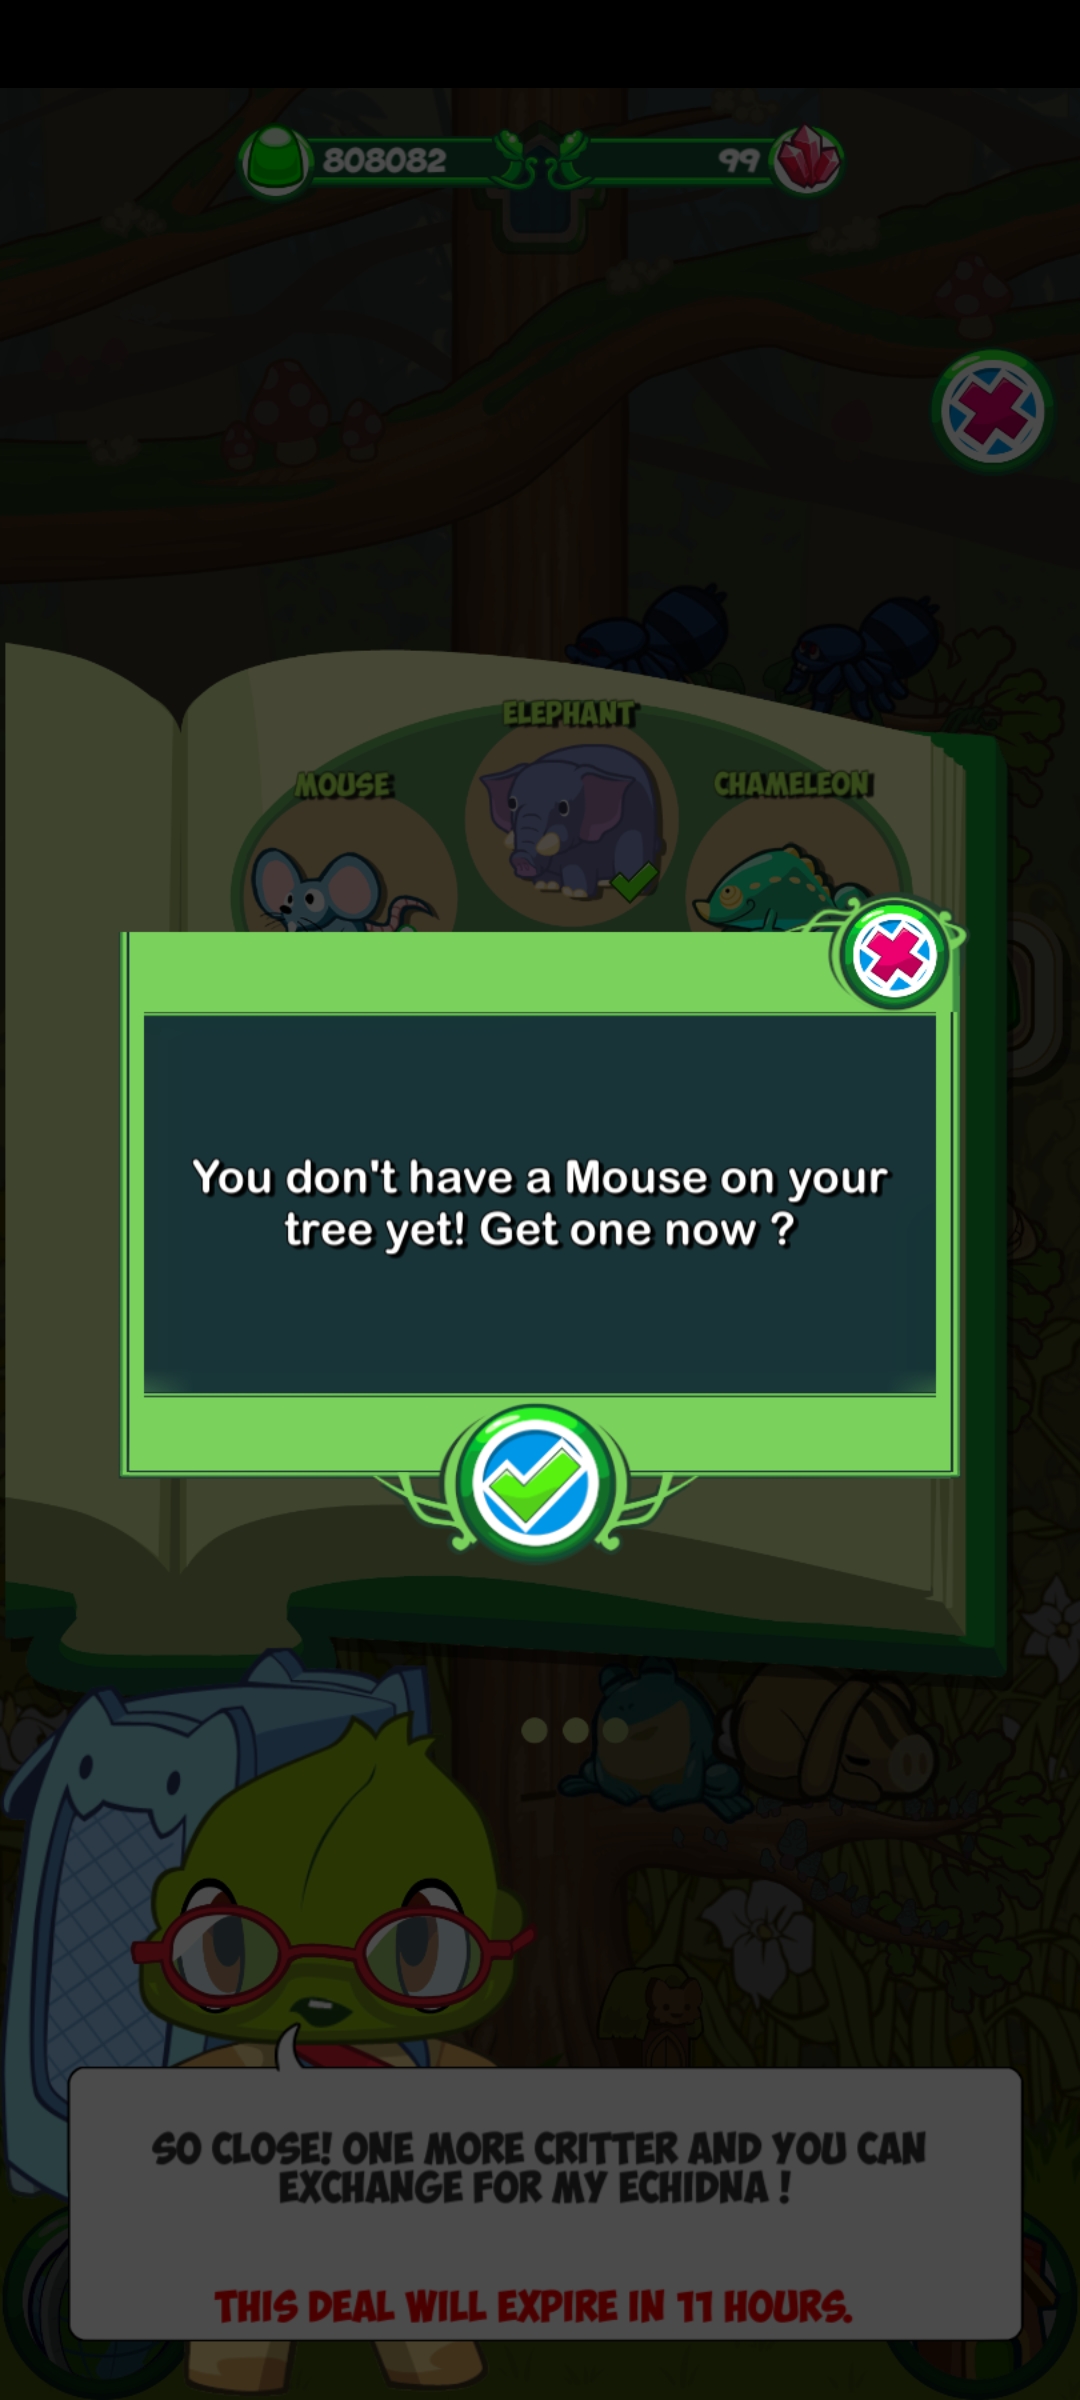 808082
99
ELEPHANT
MOUSE
CHAMELEON
You don't have a Mouse on your
tree yet! Get one now ?
SO CLOSE! ONE MORE CRITTER AND YOU CAN
EXCHANGE FOR MY ECHIDNA !
THIS DEAL WILL EXPIRE IN 11 HOURS.